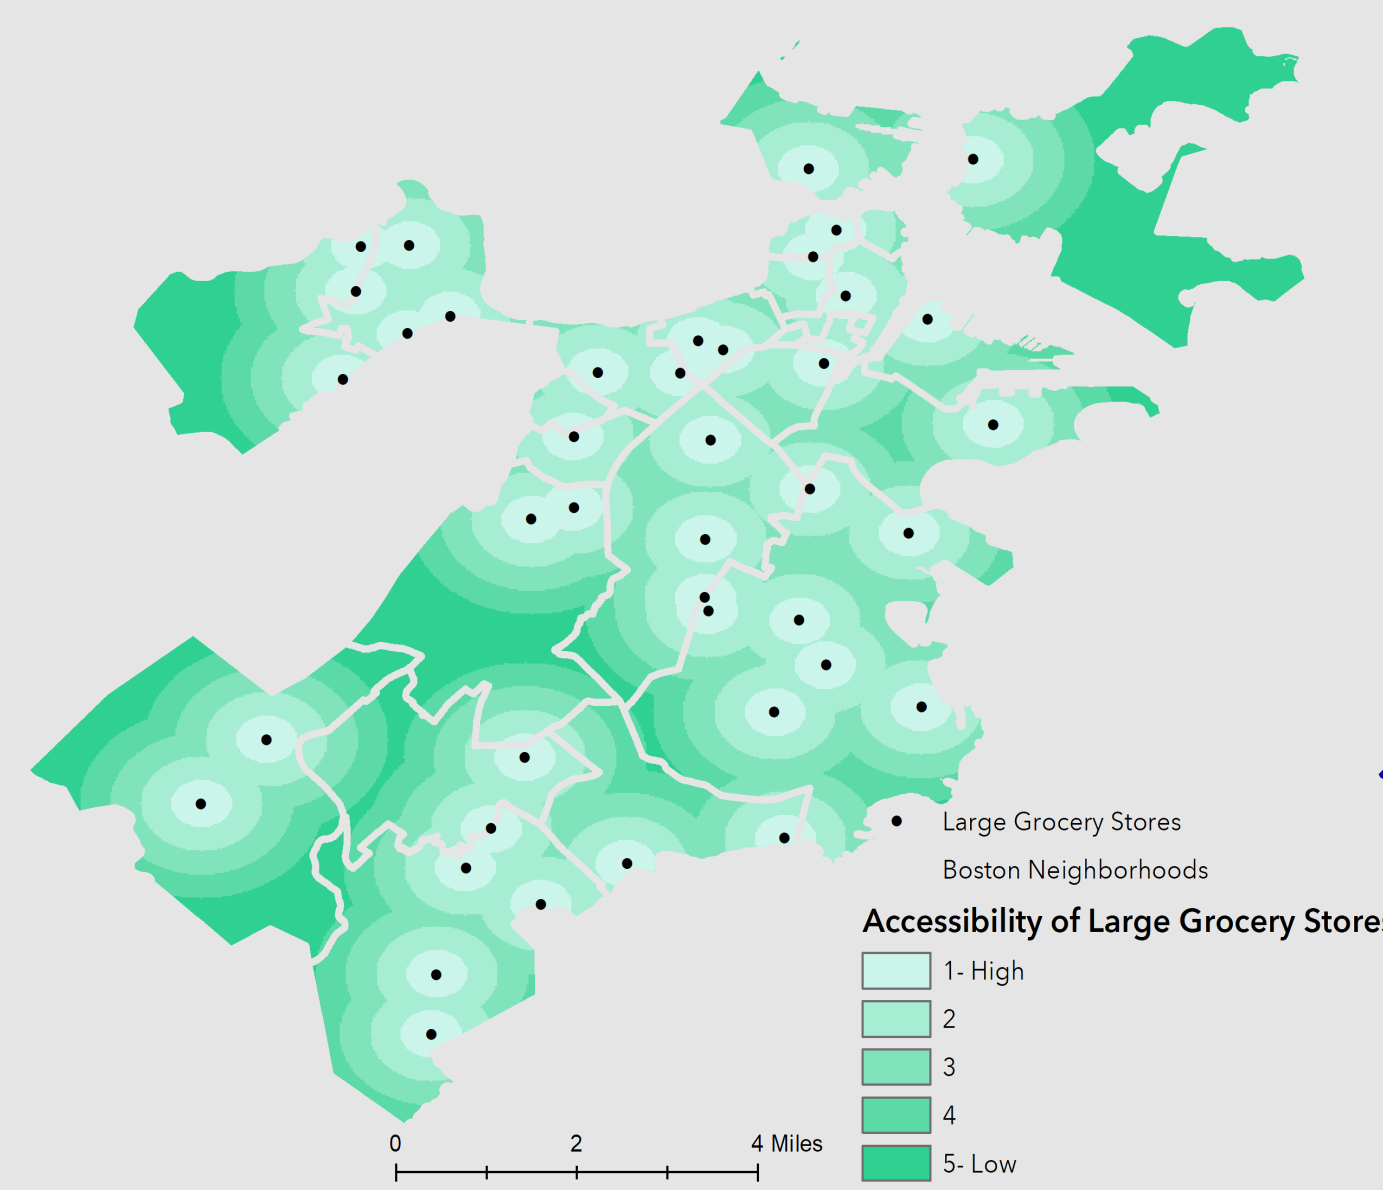 Large Grocery Stores
Boston Neighborhoods
Accessibility of Large Grocery Stores
1- High
2
3
4
5- Low
0 2 4 Miles